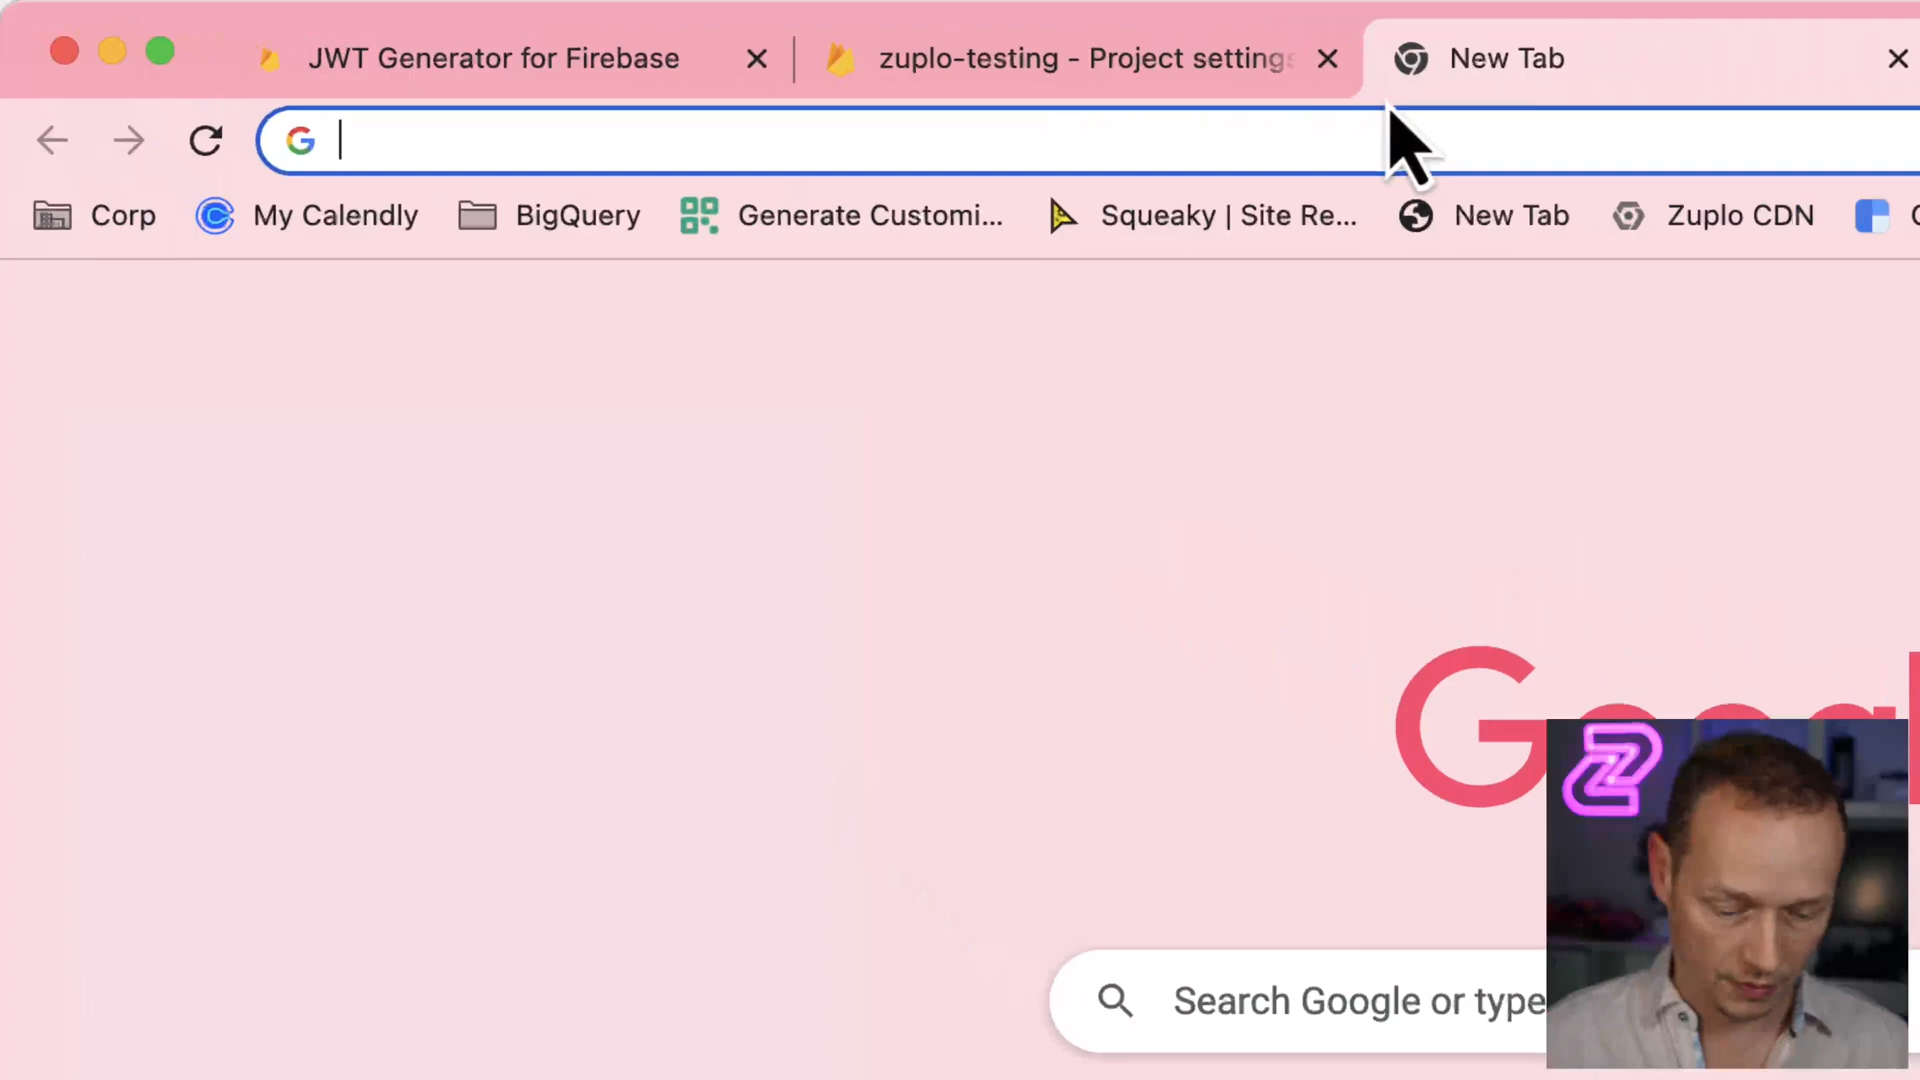 JWT Generator for Firebase
zuplo-testing - Project settings
New Tab
Corp
My Calendly
BigQuery
Generate Customi...
Squeaky | Site Re...
New Tab
Zuplo CDN
Search Google or type